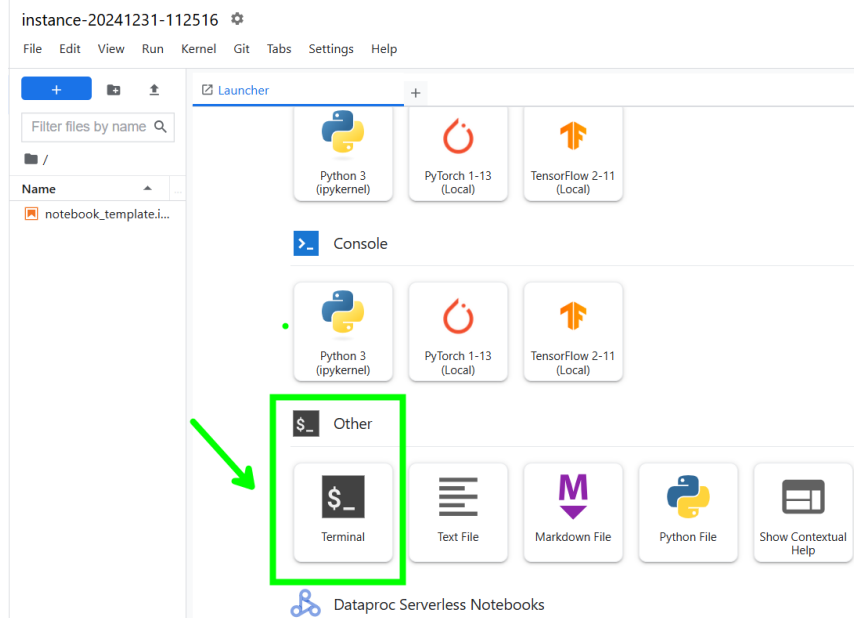 instance-20241231-112516
File Edit View Run Kernel Git Tabs Settings Help
+
Launcher
+
Filter files by name
/
Name
notebook_template.i...
Python 3
(ipykernel)
PyTorch 1-13
(Local)
TensorFlow 2-11
(Local)
Console
Python 3
(ipykernel)
PyTorch 1-13
(Local)
TensorFlow 2-11
(Local)
$_
Other
$_
Terminal
Text File
M
Markdown File
Python File
Show Contextual
Help
Dataproc Serverless Notebooks